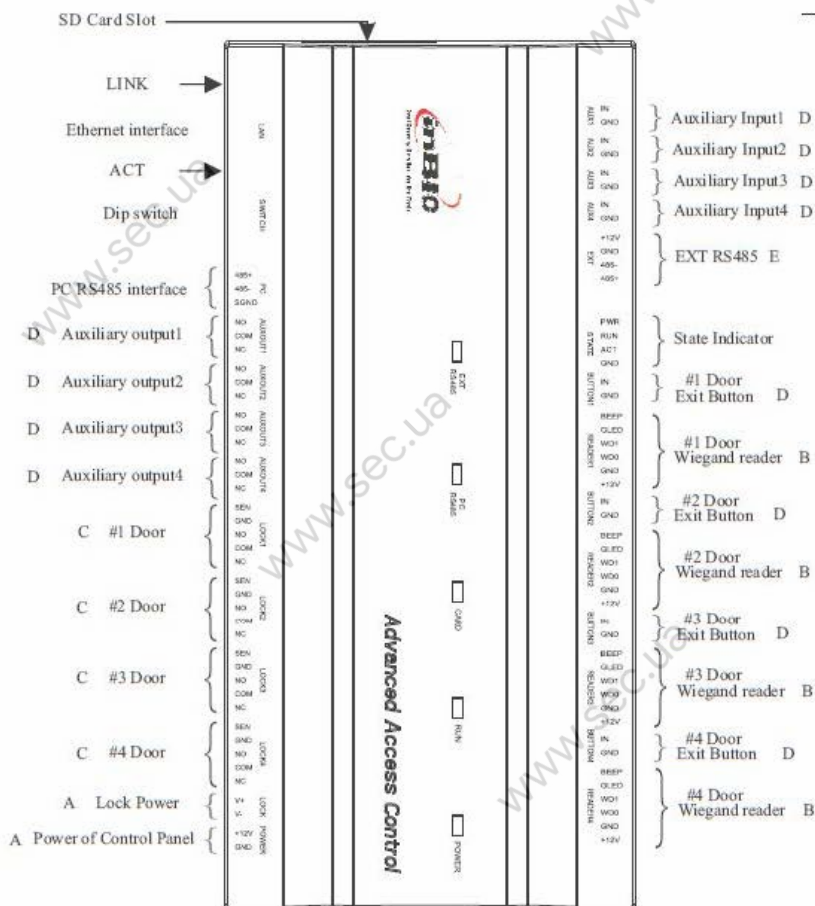 SD Card Slot
LINK
Ethernet interface
ACT
Dip switch
PC RS485 interface
D Auxiliary output1
D Auxiliary output2
D Auxiliary output3
D Auxiliary output4
C #1 Door
C #2 Door
C #3 Door
C #4 Door
A Lock Power
A Power of Control Panel
LAN
SWITCH
485+
485-
SGND
PC
NO
COM
NC
AUXOUT1
NO
COM
NC
AUXOUT2
NO
COM
NC
AUXOUT3
NO
COM
NC
AUXOUT4
SEN
GND
NO
COM
NC
LOCK1
SEN
GND
NO
COM
NC
LOCK2
SEN
GND
NO
COM
NC
LOCK3
SEN
GND
NO
COM
NC
LOCK4
V+
V-
LOCK
+12V
GND
POWER
inBIO
EXT
RS485
PC
RS485
CARD
RUN
POWER
Advanced Access Control
AUX1
IN
GND
AUX2
IN
GND
AUX3
IN
GND
AUX4
IN
GND
EXT
+12V
GND
485-
485+
STATE
PWR
RUN
ACT
GND
BUTTON1
IN
GND
READER1
BEEP
GLED
WD1
WD0
GND
+12V
BUTTON2
IN
GND
READER2
BEEP
GLED
WD1
WD0
GND
+12V
BUTTON3
IN
GND
READER3
BEEP
GLED
WD1
WD0
GND
+12V
BUTTON4
IN
GND
READER4
BEEP
GLED
WD1
WD0
GND
+12V
Auxiliary Input1 D
Auxiliary Input2 D
Auxiliary Input3 D
Auxiliary Input4 D
EXT RS485 E
State Indicator
#1 Door
Exit Button D
#1 Door
Wiegand reader B
#2 Door
Exit Button D
#2 Door
Wiegand reader B
#3 Door
Exit Button D
#3 Door
Wiegand reader B
#4 Door
Exit Button D
#4 Door
Wiegand reader B
www.sec.ua
www.sec.ua
www.sec.ua